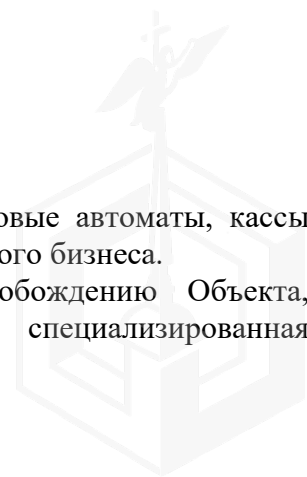 овые автоматы, кассы
ого бизнеса.
обождению Объекта,
специализированная